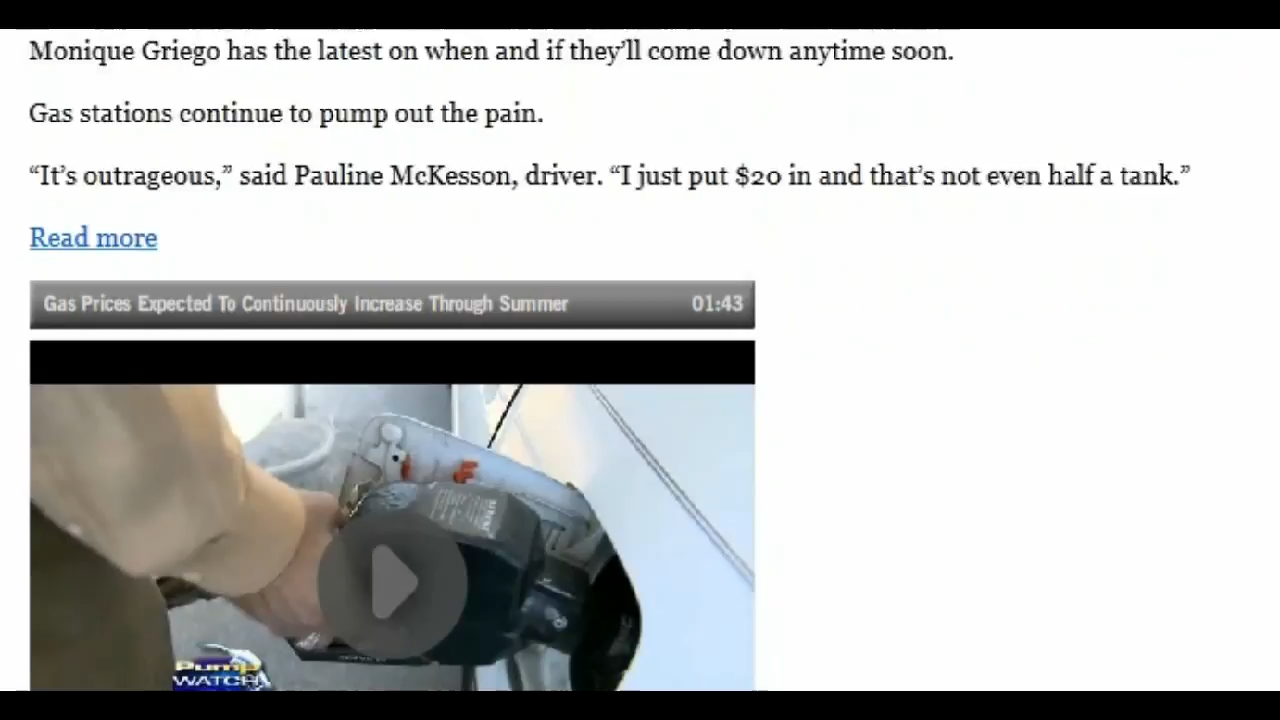 Monique Griego has the latest on when and if they’ll come down anytime soon.
Gas stations continue to pump out the pain.
“It’s outrageous,” said Pauline McKesson, driver. “I just put $20 in and that’s not even half a tank.”
Read more
Gas Prices Expected To Continuously Increase Through Summer 01:43
Pump
WATCH